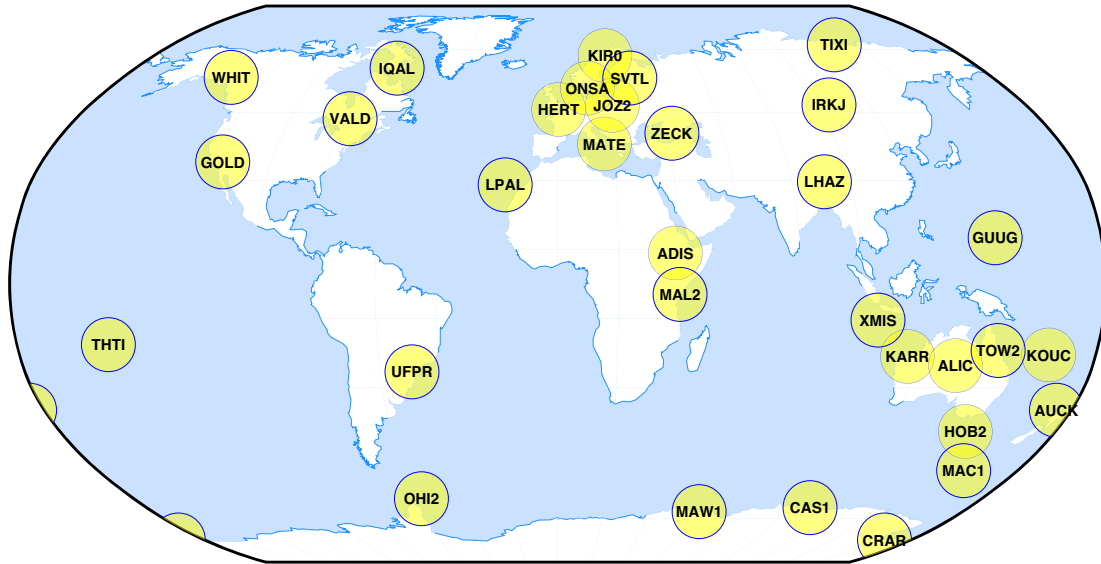 TIXI
KIR0
IQAL
WHIT
SVTL
ONSA
JOZ2
IRKJ
HERT
VALD
ZECK
MATE
GOLD
LHAZ
LPAL
GUUG
ADIS
MAL2
XMIS
THTI
TOW2
KARR
KOUC
ALIC
UFPR
AUCK
HOB2
MAC1
OHI2
CAS1
MAW1
CRAR